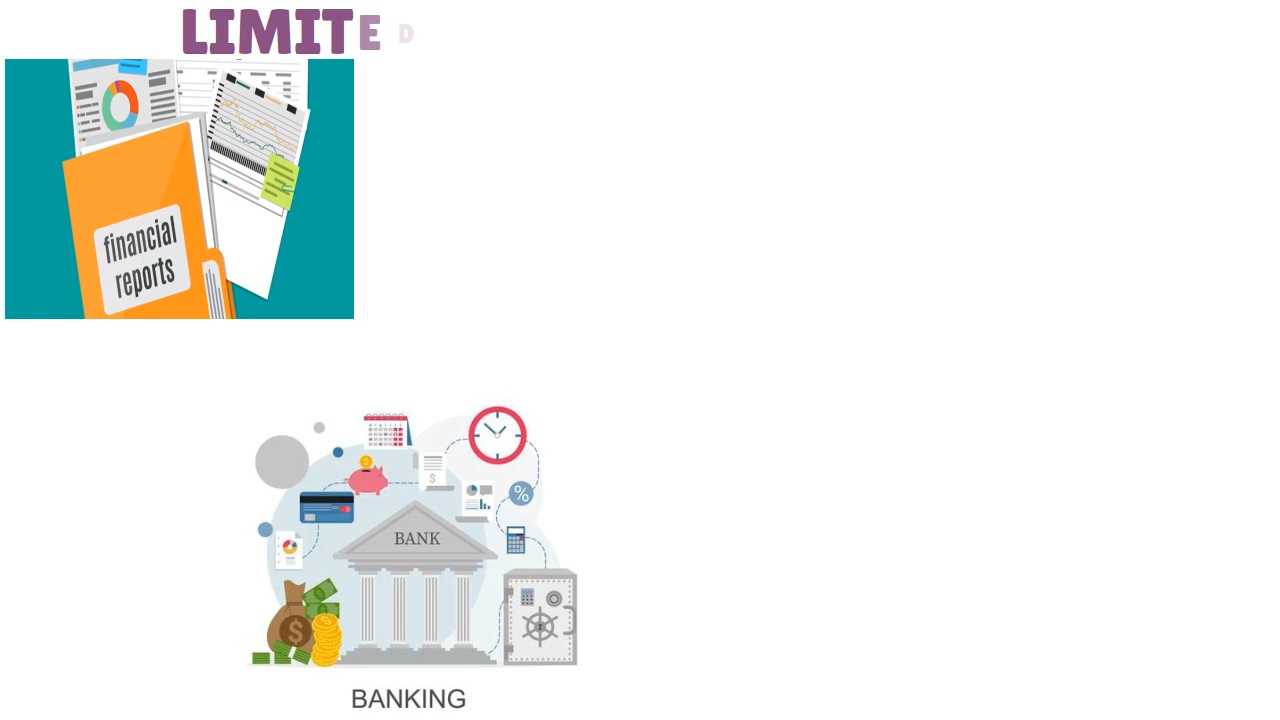 LIMITED
financial
reports
BANK
%
$
$
$
BANKING